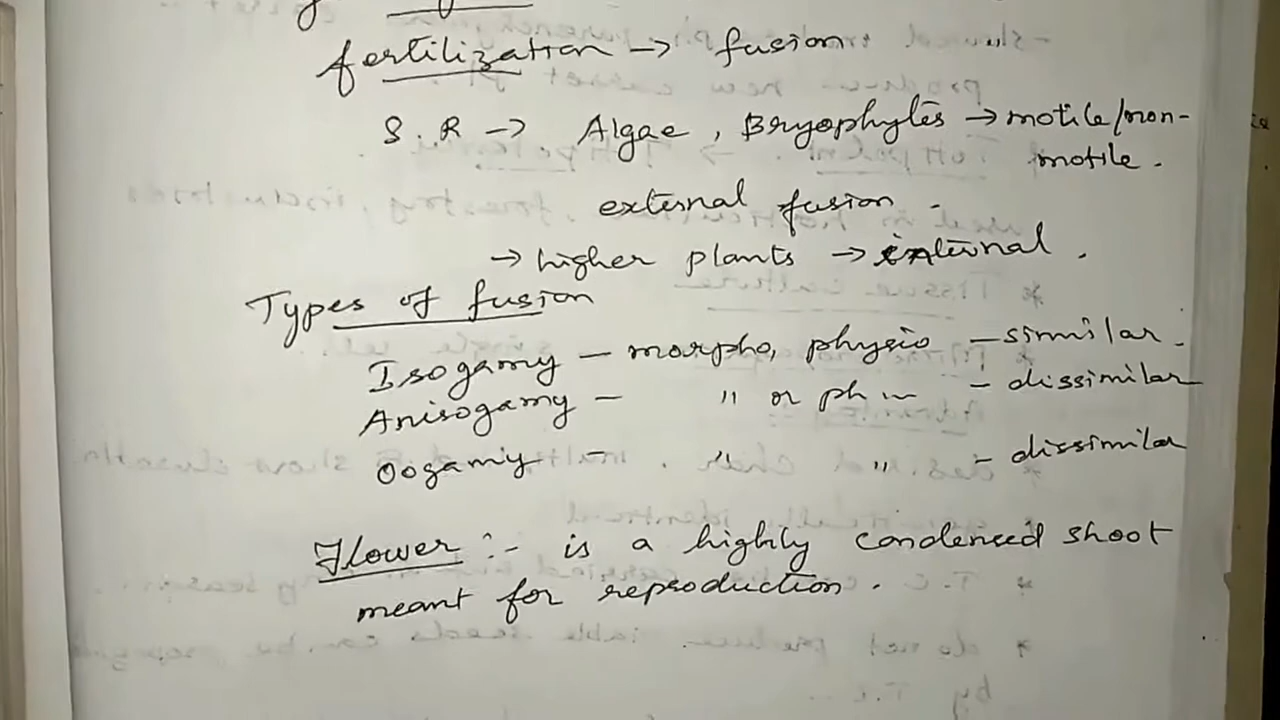 fertilization → fusion
S.R → Algae, Bryophytes → motile/non-
motile.
external fusion.
→ higher plants → internal.
Types of fusion
Isogamy – morpho, physio – similar.
Anisogamy – " or ph " – dissimilar
Oogamy – " " – dissimilar
Flower :- is a highly condensed shoot
meant for reproduction.